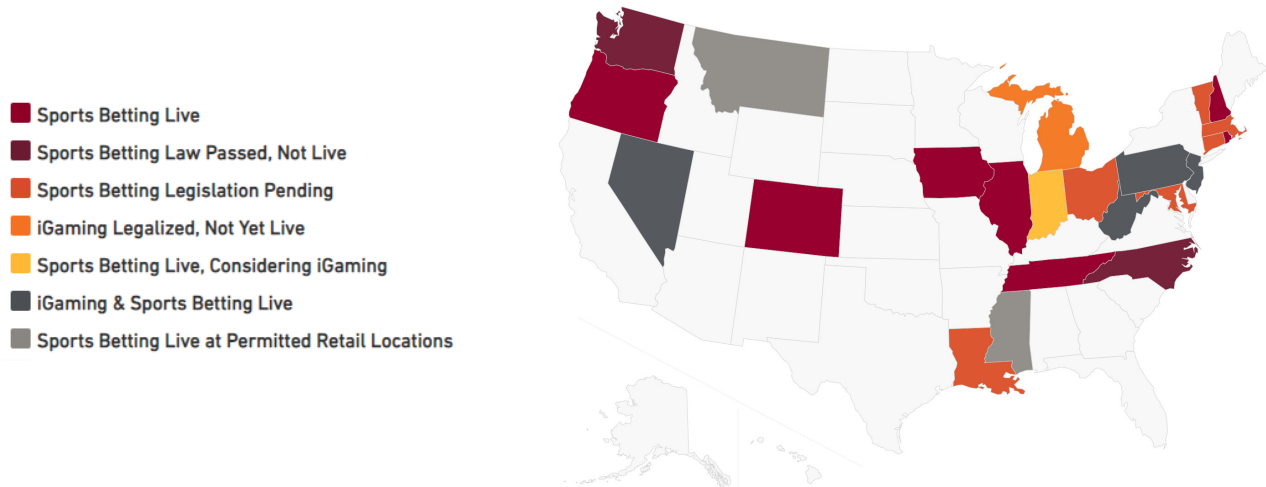 Sports Betting Live
Sports Betting Law Passed, Not Live
Sports Betting Legislation Pending
iGaming Legalized, Not Yet Live
Sports Betting Live, Considering iGaming
iGaming & Sports Betting Live
Sports Betting Live at Permitted Retail Locations